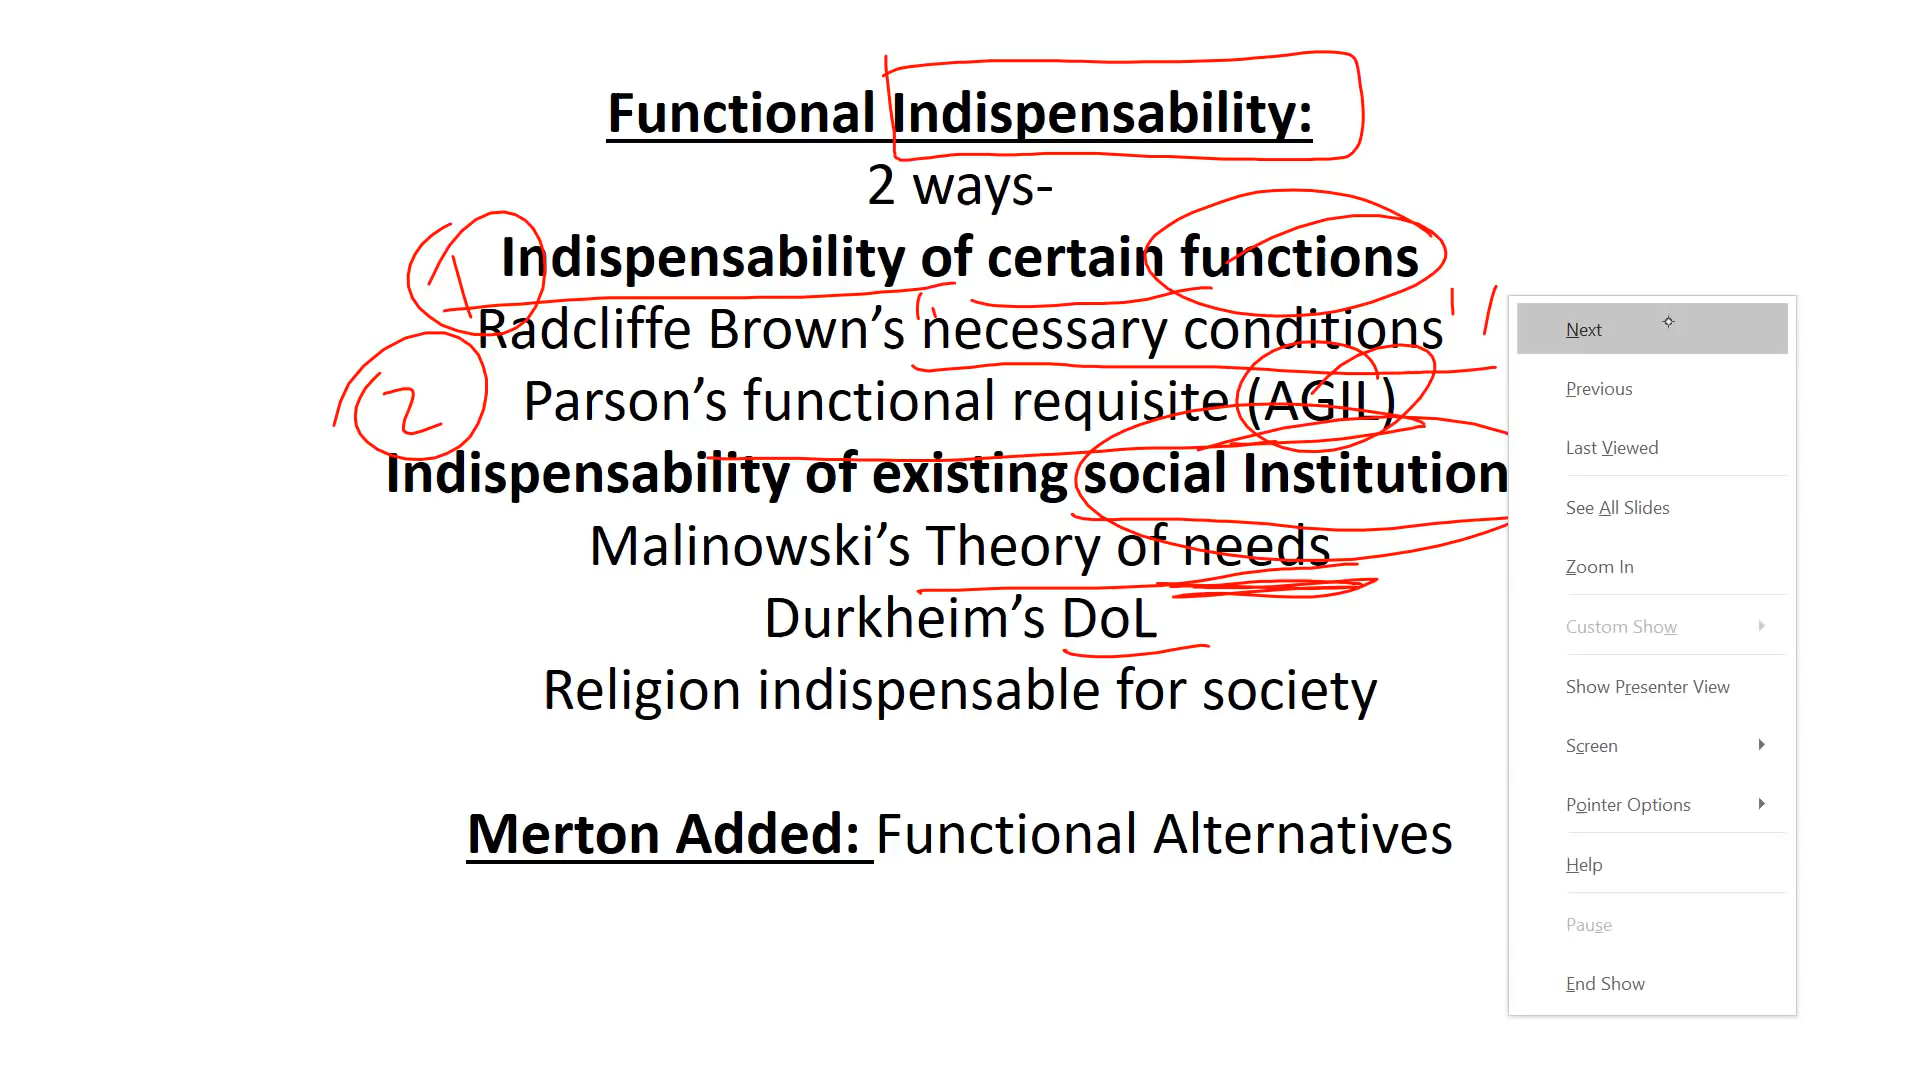 Functional Indispensability:
2 ways-
1
Indispensability of certain functions
Radcliffe Brown’s necessary conditions
2
Parson’s functional requisite (AGIL)
Indispensability of existing social Institution
Malinowski’s Theory of needs
Durkheim’s DoL
Religion indispensable for society
Merton Added: Functional Alternatives
Next
Previous
Last Viewed
See All Slides
Zoom In
Custom Show
Show Presenter View
Screen
Pointer Options
Help
Pause
End Show